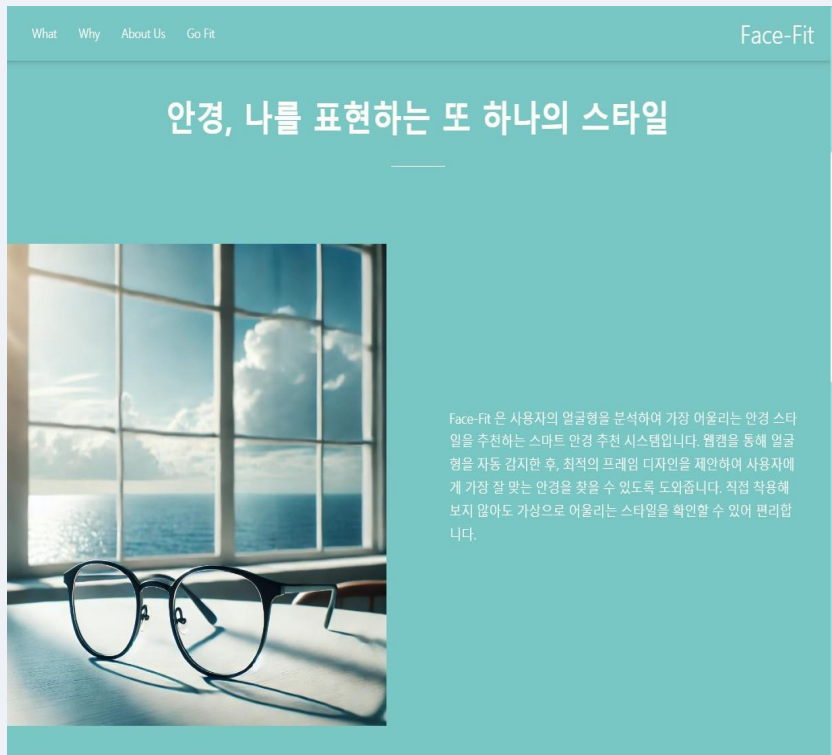 What Why About Us Go Fit Face-Fit
안경, 나를 표현하는 또 하나의 스타일
Face-Fit 은 사용자의 얼굴형을 분석하여 가장 어울리는 안경 스타
일을 추천하는 스마트 안경 추천 시스템입니다. 웹캠을 통해 얼굴
형을 자동 감지한 후, 최적의 프레임 디자인을 제안하여 사용자에
게 가장 잘 맞는 안경을 찾을 수 있도록 도와줍니다. 직접 착용해
보지 않아도 가상으로 어울리는 스타일을 확인할 수 있어 편리합
니다.